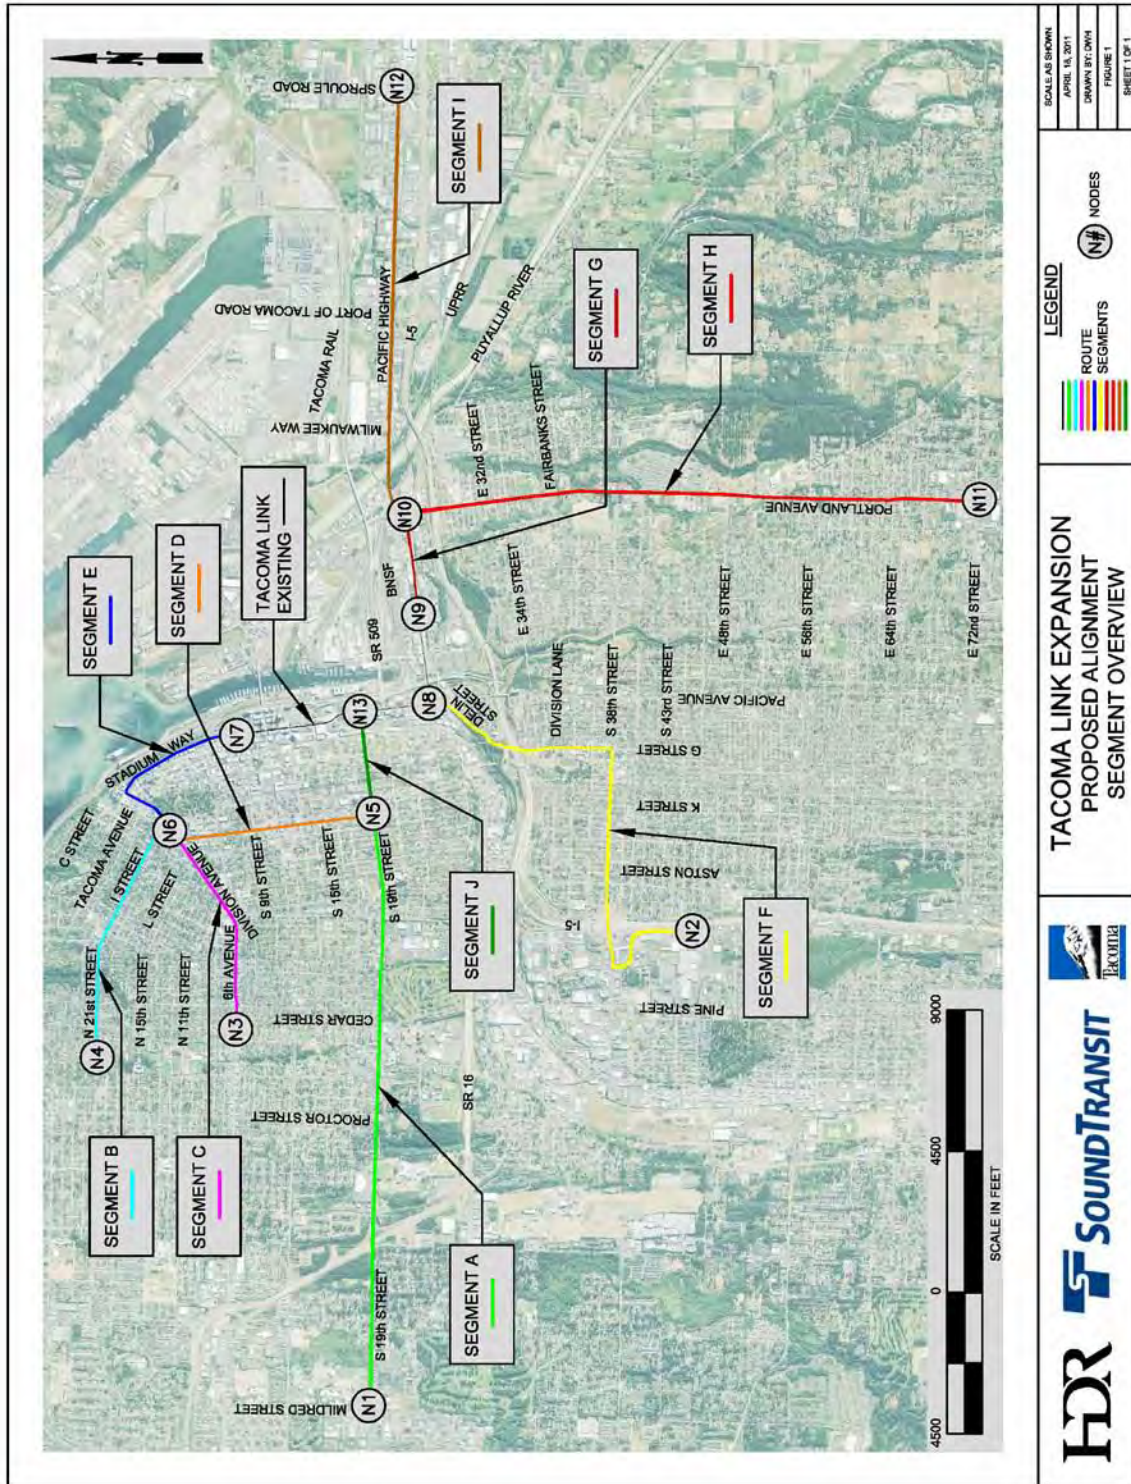 N
SPROULE ROAD
N12
SEGMENT I
PORT OF TACOMA ROAD
TACOMA RAIL
PACIFIC HIGHWAY
I-5
UPRR
PUYALLUP RIVER
MILWAUKEE WAY
SEGMENT G
SEGMENT H
E 32nd STREET
FAIRBANKS STREET
N10
PORTLAND AVENUE
N11
TACOMA LINK
EXISTING
SEGMENT D
SEGMENT E
BNSF
SR 509
N9
E 34th STREET
E 48th STREET
E 56th STREET
E 64th STREET
E 72nd STREET
N8
DELIN
STREET
DIVISION LANE
S 38th STREET
S 43rd STREET
PACIFIC AVENUE
G STREET
K STREET
ASTON STREET
N13
N7
STADIUM WAY
C STREET
TACOMA AVENUE
I STREET
L STREET
N6
DIVISION AVENUE
S 9th STREET
S 15th STREET
S 19th STREET
N5
SEGMENT J
SEGMENT F
I-5
N2
PINE STREET
N 21st STREET
N 15th STREET
N 11th STREET
6th AVENUE
N3
N4
CEDAR STREET
PROCTOR STREET
SR 16
SEGMENT B
SEGMENT C
SEGMENT A
S 19th STREET
MILDRED STREET
N1
4500
0
4500
9000
SCALE IN FEET
HDR
SOUNDTRANSIT
Tacoma
TACOMA LINK EXPANSION
PROPOSED ALIGNMENT
SEGMENT OVERVIEW
LEGEND
ROUTE
SEGMENTS
N#
NODES
SCALE AS SHOWN
APRIL 18, 2011
DRAWN BY: DWH
FIGURE 1
SHEET 1 OF 1